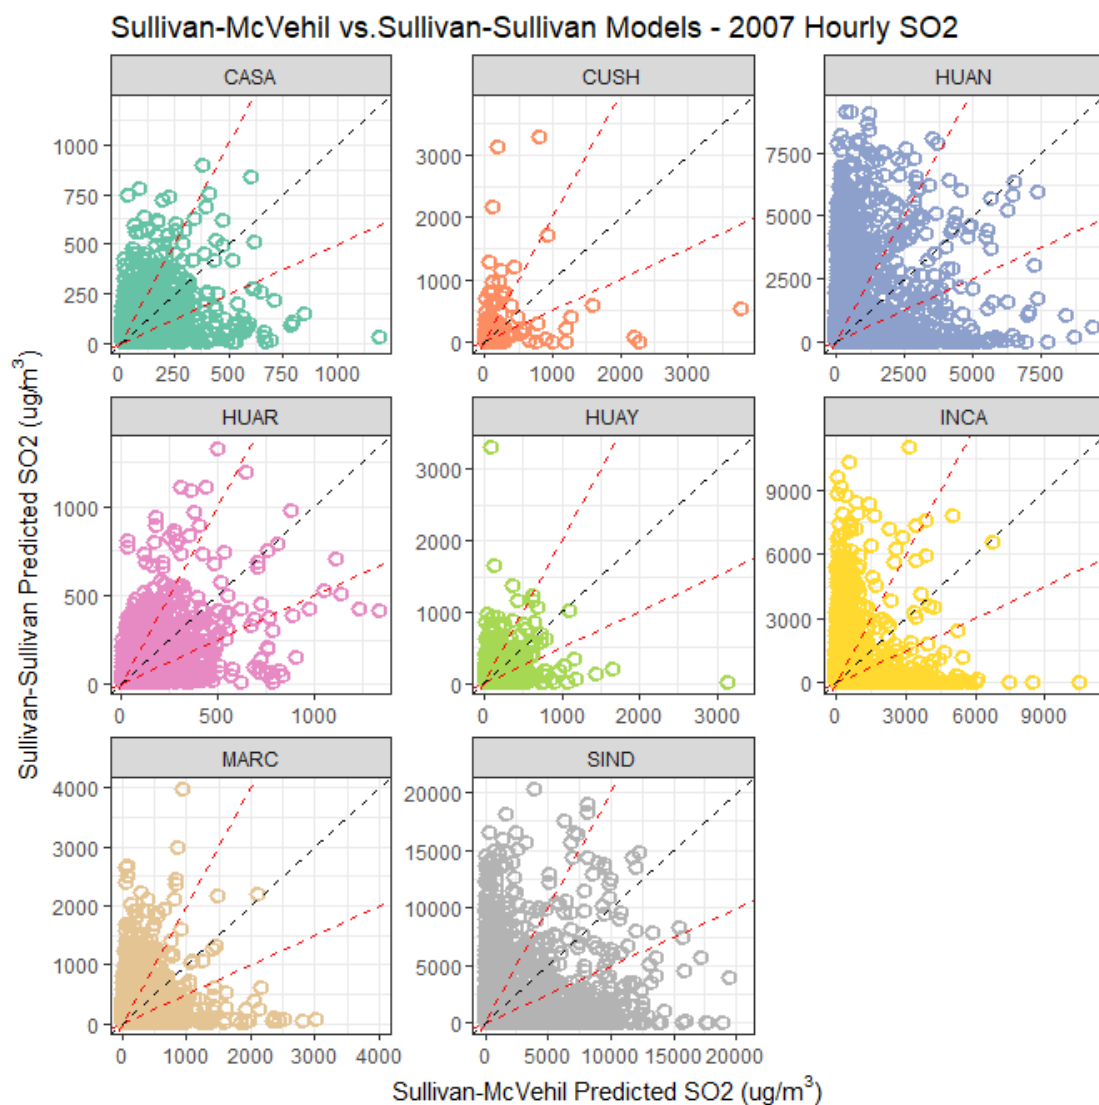 Sullivan-McVehil vs.Sullivan-Sullivan Models - 2007 Hourly SO2
CASA
CUSH
HUAN
1000
750
500
250
0
0 250 500 750 1000
3000
2000
1000
0
0 1000 2000 3000
7500
5000
2500
0
0 2500 5000 7500
HUAR
HUAY
INCA
1000
500
0
0 500 1000
3000
2000
1000
0
0 1000 2000 3000
9000
6000
3000
0
0 3000 6000 9000
MARC
SIND
4000
3000
2000
1000
0
0 1000 2000 3000 4000
20000
15000
10000
5000
0
0 5000 10000 15000 20000
Sullivan-Sullivan Predicted SO2 (ug/m³)
Sullivan-McVehil Predicted SO2 (ug/m³)